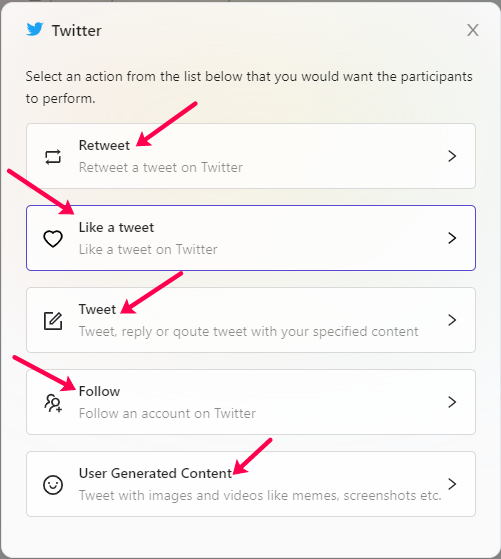 Twitter
Select an action from the list below that you would want the participants
to perform.
Retweet
Retweet a tweet on Twitter
Like a tweet
Like a tweet on Twitter
Tweet
Tweet, reply or qoute tweet with your specified content
Follow
Follow an account on Twitter
User Generated Content
Tweet with images and videos like memes, screenshots etc.